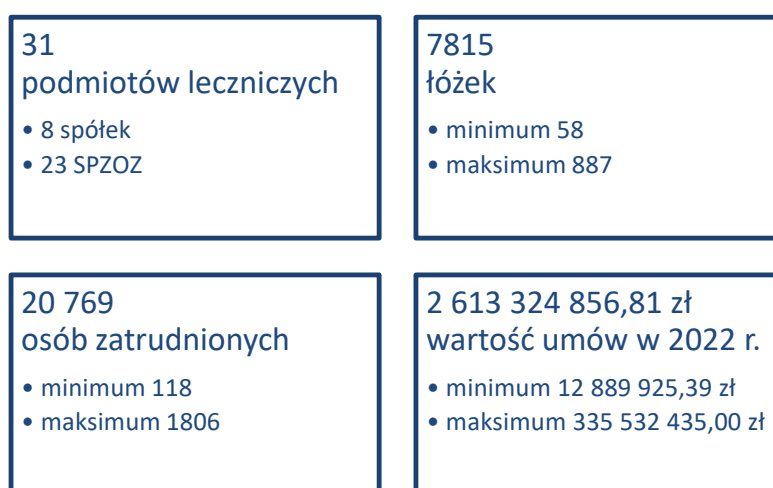 31
podmiotów leczniczych
• 8 spółek
• 23 SPZOZ
7815
łóżek
• minimum 58
• maksimum 887
20 769
osób zatrudnionych
• minimum 118
• maksimum 1806
2 613 324 856,81 zł
wartość umów w 2022 r.
• minimum 12 889 925,39 zł
• maksimum 335 532 435,00 zł